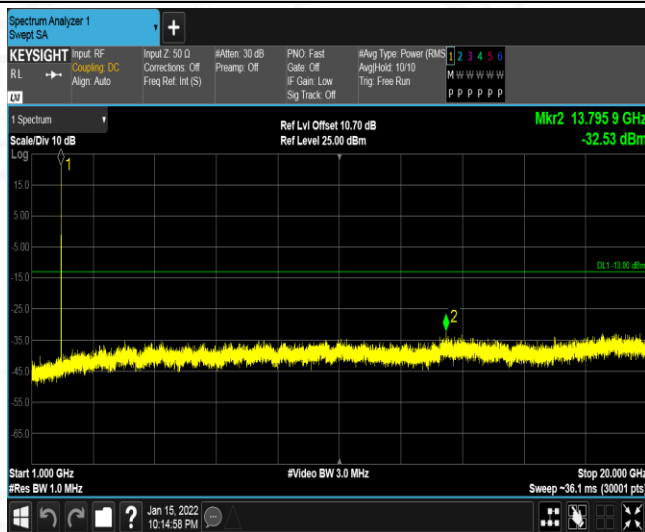 Spectrum Analyzer 1
Swept SA
+
KEYSIGHT Input: RF Input Z: 50 Ω #Atten: 30 dB PNO: Fast #Avg Type: Power (RMS 1 2 3 4 5 6
RL Coupling: DC Corrections: Off Preamp: Off Gate: Off Avg|Hold: 10/10 M W W W W W
Align: Auto Freq Ref: Int (S) IF Gain: Low Trig: Free Run
Sig Track: Off P P P P P P
LXI
1 Spectrum Ref Lvl Offset 10.70 dB Mkr2 13.795 9 GHz
Scale/Div 10 dB Ref Level 25.00 dBm -32.53 dBm
Log
1
15.0
5.00
-5.00
DL1 -13.00 dBm
-15.0
-25.0
2
-35.0
-45.0
-55.0
-65.0
Start 1.000 GHz #Video BW 3.0 MHz Stop 20.000 GHz
#Res BW 1.0 MHz Sweep ~36.1 ms (30001 pts)
? Jan 15, 2022
10:14:58 PM